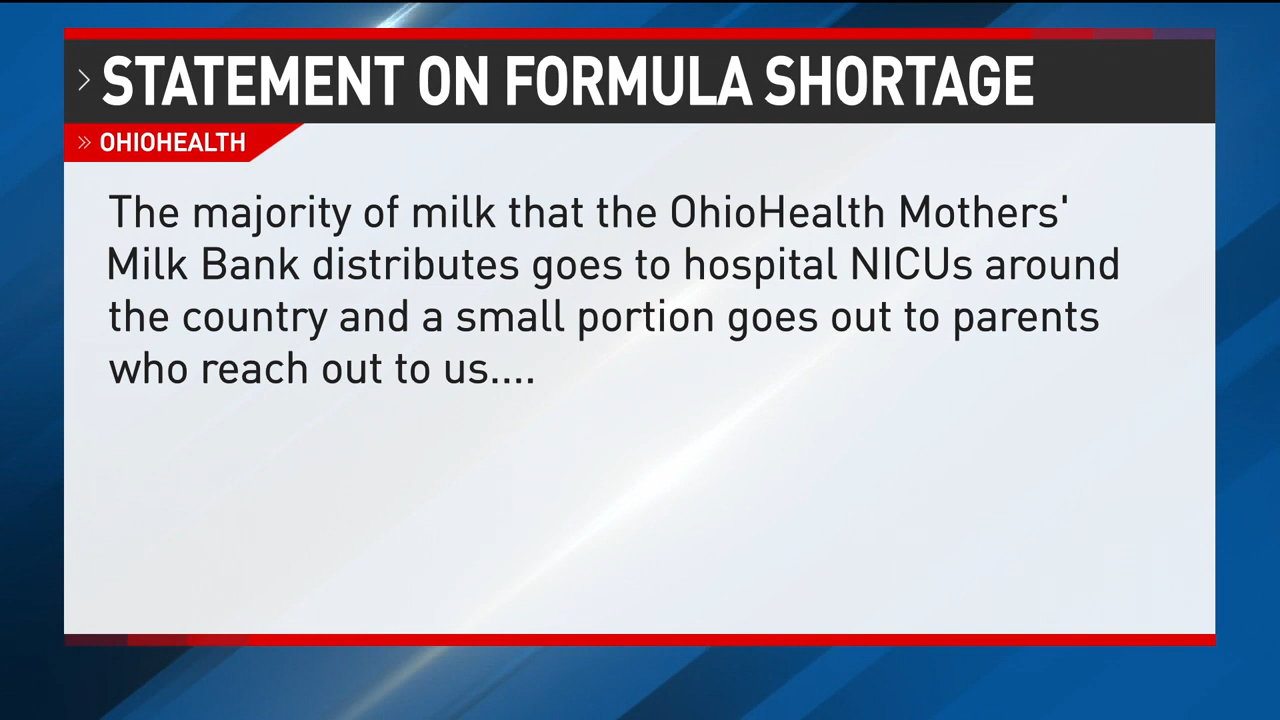 STATEMENT ON FORMULA SHORTAGE
OHIOHEALTH
The majority of milk that the OhioHealth Mothers'
Milk Bank distributes goes to hospital NICUs around
the country and a small portion goes out to parents
who reach out to us....